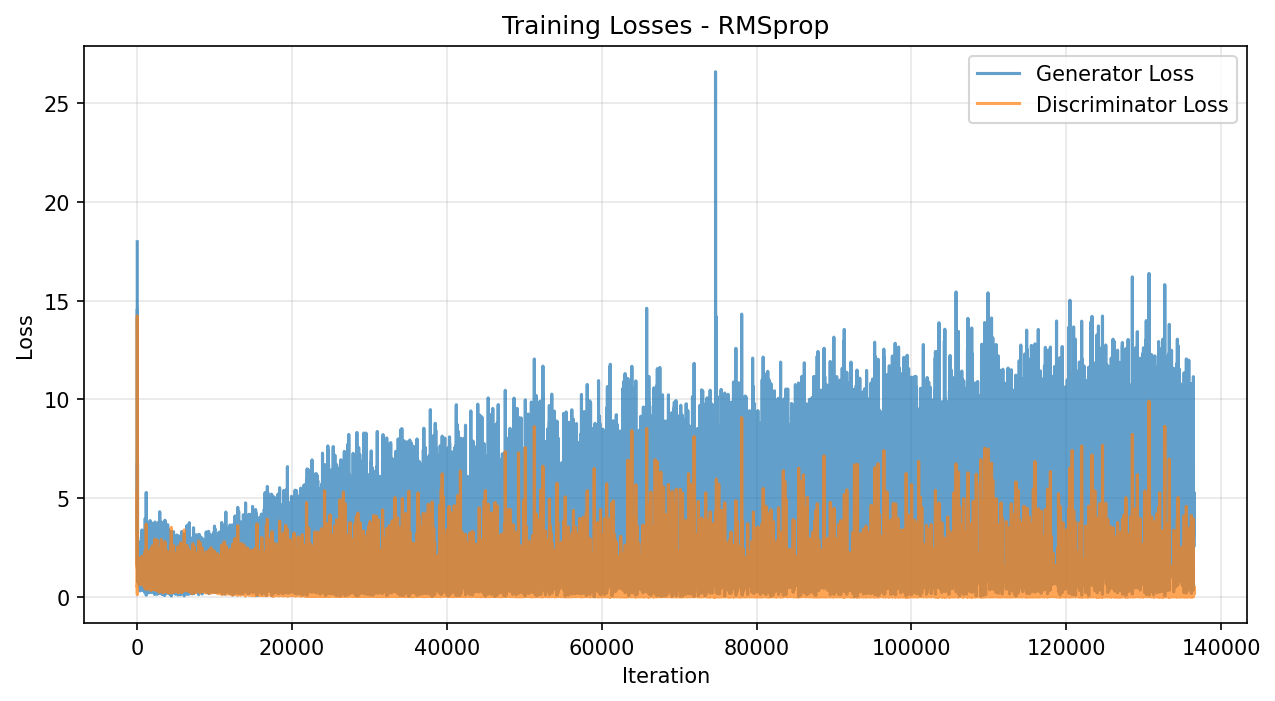 Training Losses - RMSprop
Generator Loss
Discriminator Loss
Loss
25
20
15
10
5
0
0 20000 40000 60000 80000 100000 120000 140000
Iteration